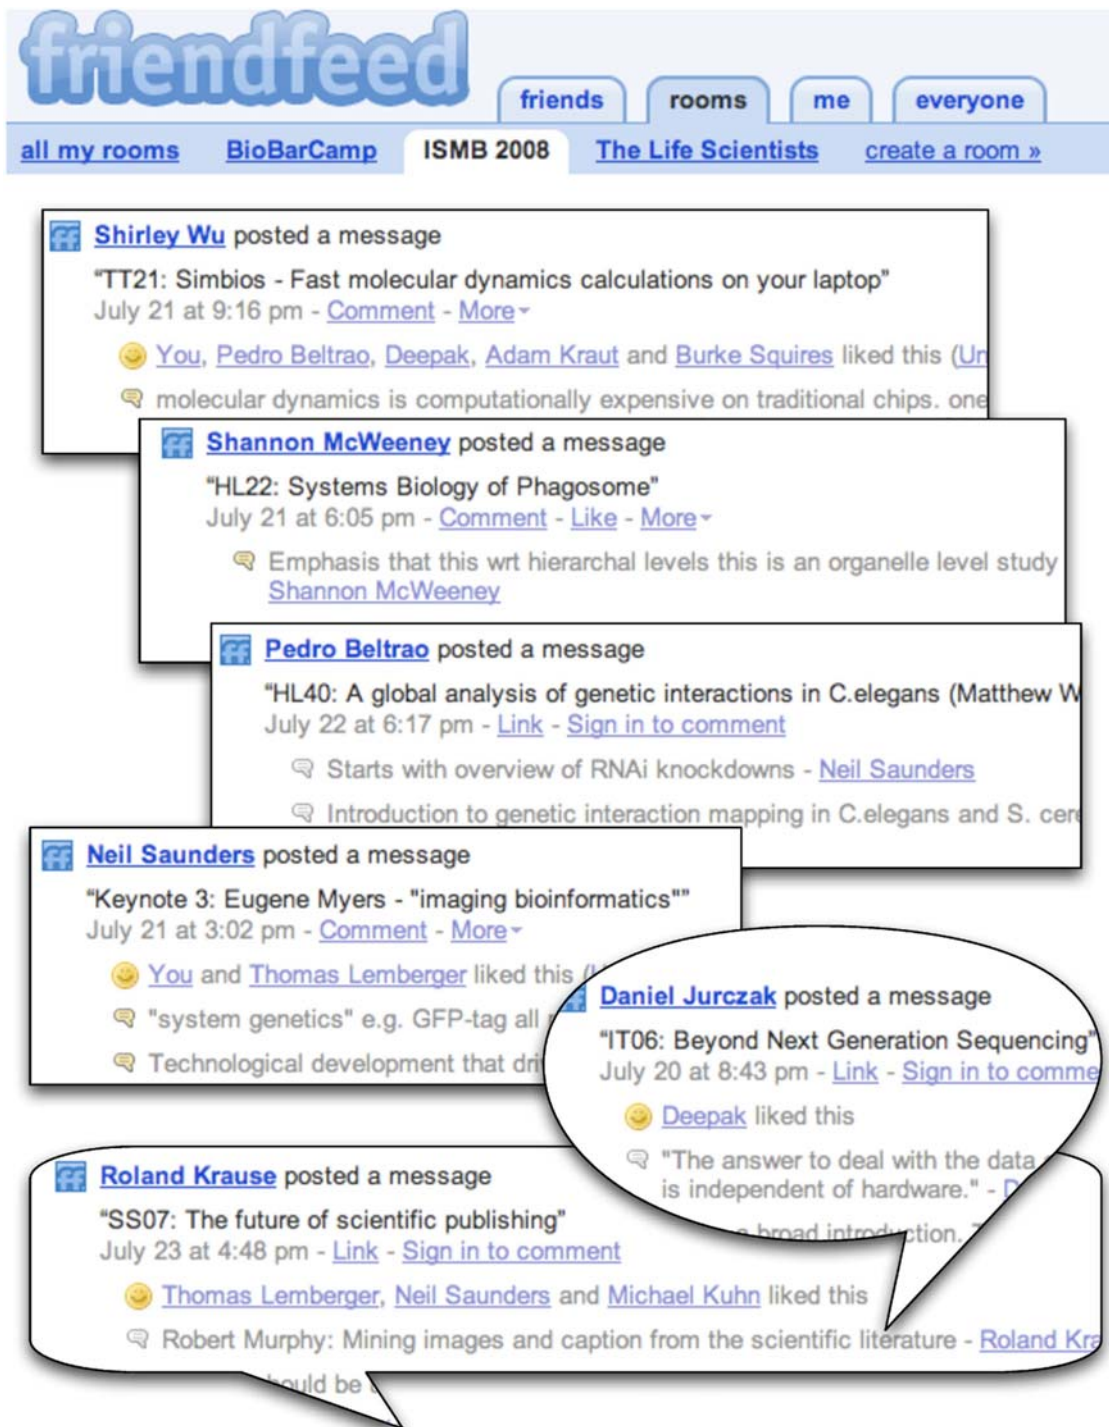 friendfeed
friends rooms me everyone
all my rooms BioBarCamp ISMB 2008 The Life Scientists create a room »
Shirley Wu posted a message
“TT21: Simbios - Fast molecular dynamics calculations on your laptop”
July 21 at 9:16 pm - Comment - More
You, Pedro Beltrao, Deepak, Adam Kraut and Burke Squires liked this (Un
molecular dynamics is computationally expensive on traditional chips. one
Shannon McWeeney posted a message
“HL22: Systems Biology of Phagosome”
July 21 at 6:05 pm - Comment - Like - More
Emphasis that this wrt hierarchal levels this is an organelle level study
Shannon McWeeney
Pedro Beltrao posted a message
“HL40: A global analysis of genetic interactions in C.elegans (Matthew W
July 22 at 6:17 pm - Link - Sign in to comment
Starts with overview of RNAi knockdowns - Neil Saunders
Introduction to genetic interaction mapping in C.elegans and S. cere
Neil Saunders posted a message
“Keynote 3: Eugene Myers - "imaging bioinformatics"”
July 21 at 3:02 pm - Comment - More
You and Thomas Lemberger liked this (
"system genetics" e.g. GFP-tag all
Technological development that dri
Daniel Jurczak posted a message
“IT06: Beyond Next Generation Sequencing”
July 20 at 8:43 pm - Link - Sign in to comme
Deepak liked this
"The answer to deal with the data
is independent of hardware." - D
broad introduction.
Roland Krause posted a message
“SS07: The future of scientific publishing”
July 23 at 4:48 pm - Link - Sign in to comment
Thomas Lemberger, Neil Saunders and Michael Kuhn liked this
Robert Murphy: Mining images and caption from the scientific literature - Roland Kra
ould be